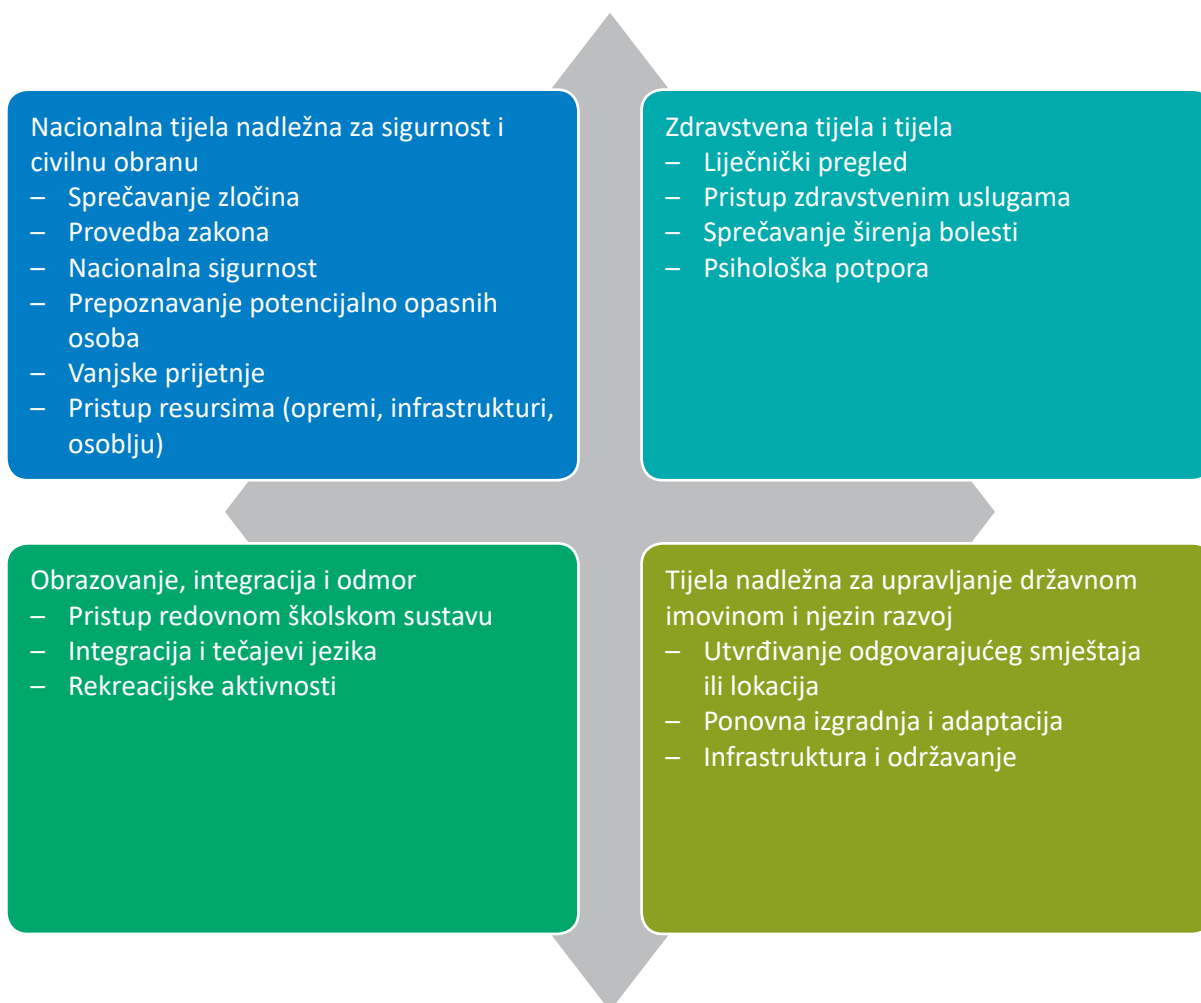 Nacionalna tijela nadležna za sigurnost i
civilnu obranu
– Sprečavanje zločina
– Provedba zakona
– Nacionalna sigurnost
– Prepoznavanje potencijalno opasnih
osoba
– Vanjske prijetnje
– Pristup resursima (opremi, infrastrukturi,
osoblju)
Zdravstvena tijela i tijela
– Liječnički pregled
– Pristup zdravstvenim uslugama
– Sprečavanje širenja bolesti
– Psihološka potpora
Obrazovanje, integracija i odmor
– Pristup redovnom školskom sustavu
– Integracija i tečajevi jezika
– Rekreacijske aktivnosti
Tijela nadležna za upravljanje državnom
imovinom i njezin razvoj
– Utvrđivanje odgovarajućeg smještaja
ili lokacija
– Ponovna izgradnja i adaptacija
– Infrastruktura i održavanje